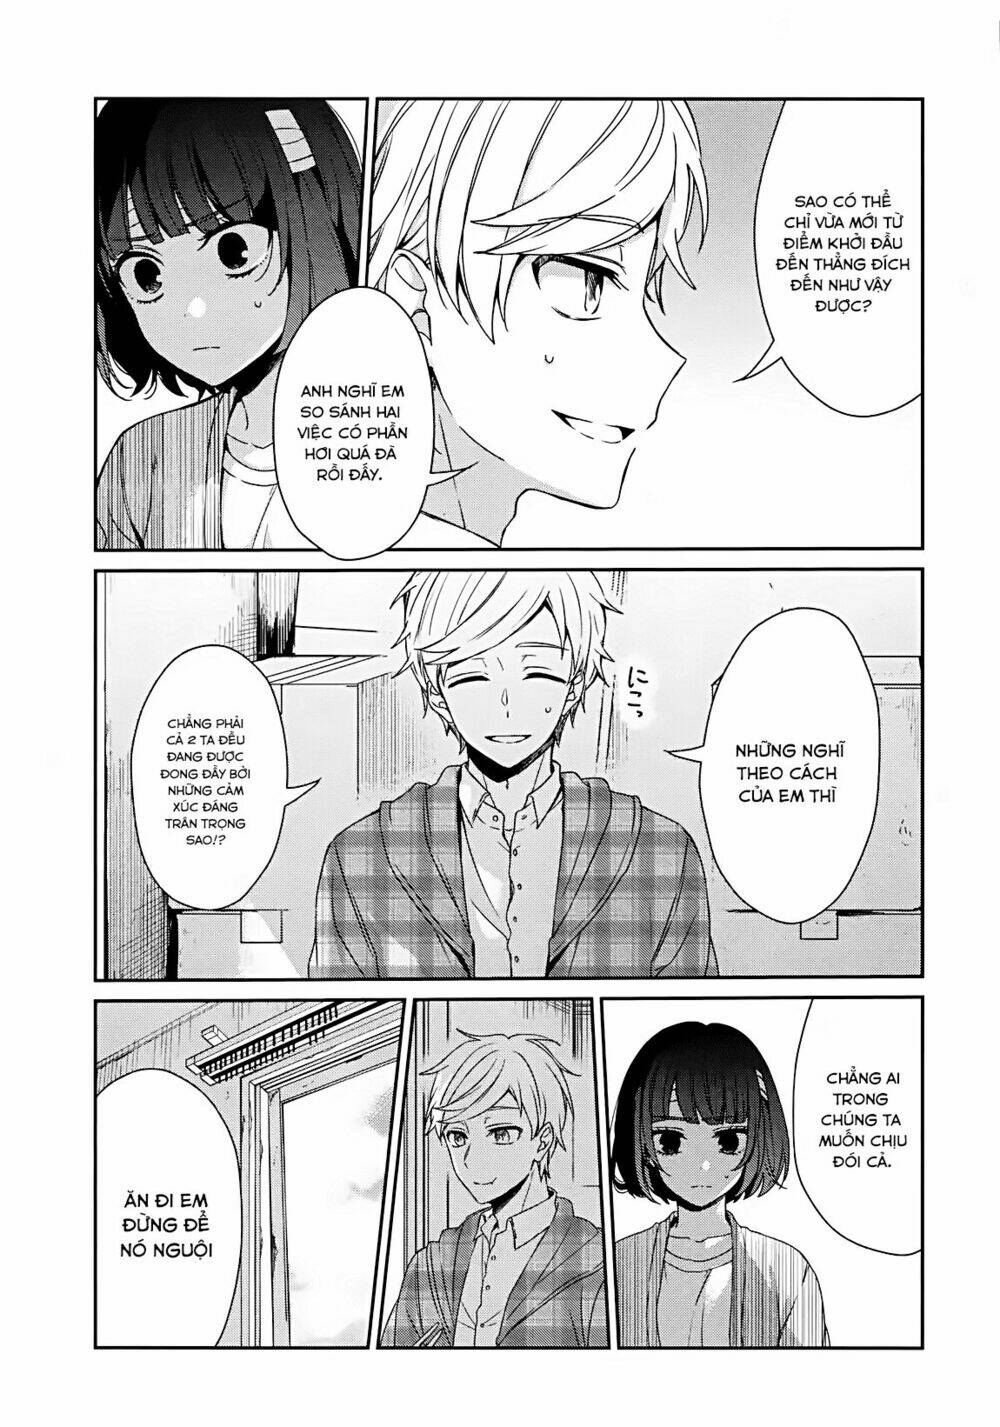 SAO CÓ THỂ
CHỈ VỪA MỚI TỪ
ĐIỂM KHỞI ĐẦU
ĐẾN THẲNG ĐÍCH
ĐẾN NHƯ VẬY
ĐƯỢC?
ANH NGHĨ EM
SO SÁNH HAI
VIỆC CÓ PHẦN
HƠI QUÁ ĐÀ
RỒI ĐẤY.
NHỮNG NGHĨ
THEO CÁCH
CỦA EM THÌ
にこっ
CHẲNG PHẢI
CẢ 2 TA ĐỀU
ĐANG ĐƯỢC
ĐONG ĐẦY BỞI
NHỮNG CẢM
XÚC ĐÁNG
TRÂN TRỌNG
SAO!?
CHẲNG AI
TRONG
CHÚNG TA
MUỐN CHỊU
ĐÓI CẢ.
ĂN ĐI EM
ĐỪNG ĐỂ
NÓ NGUỘI